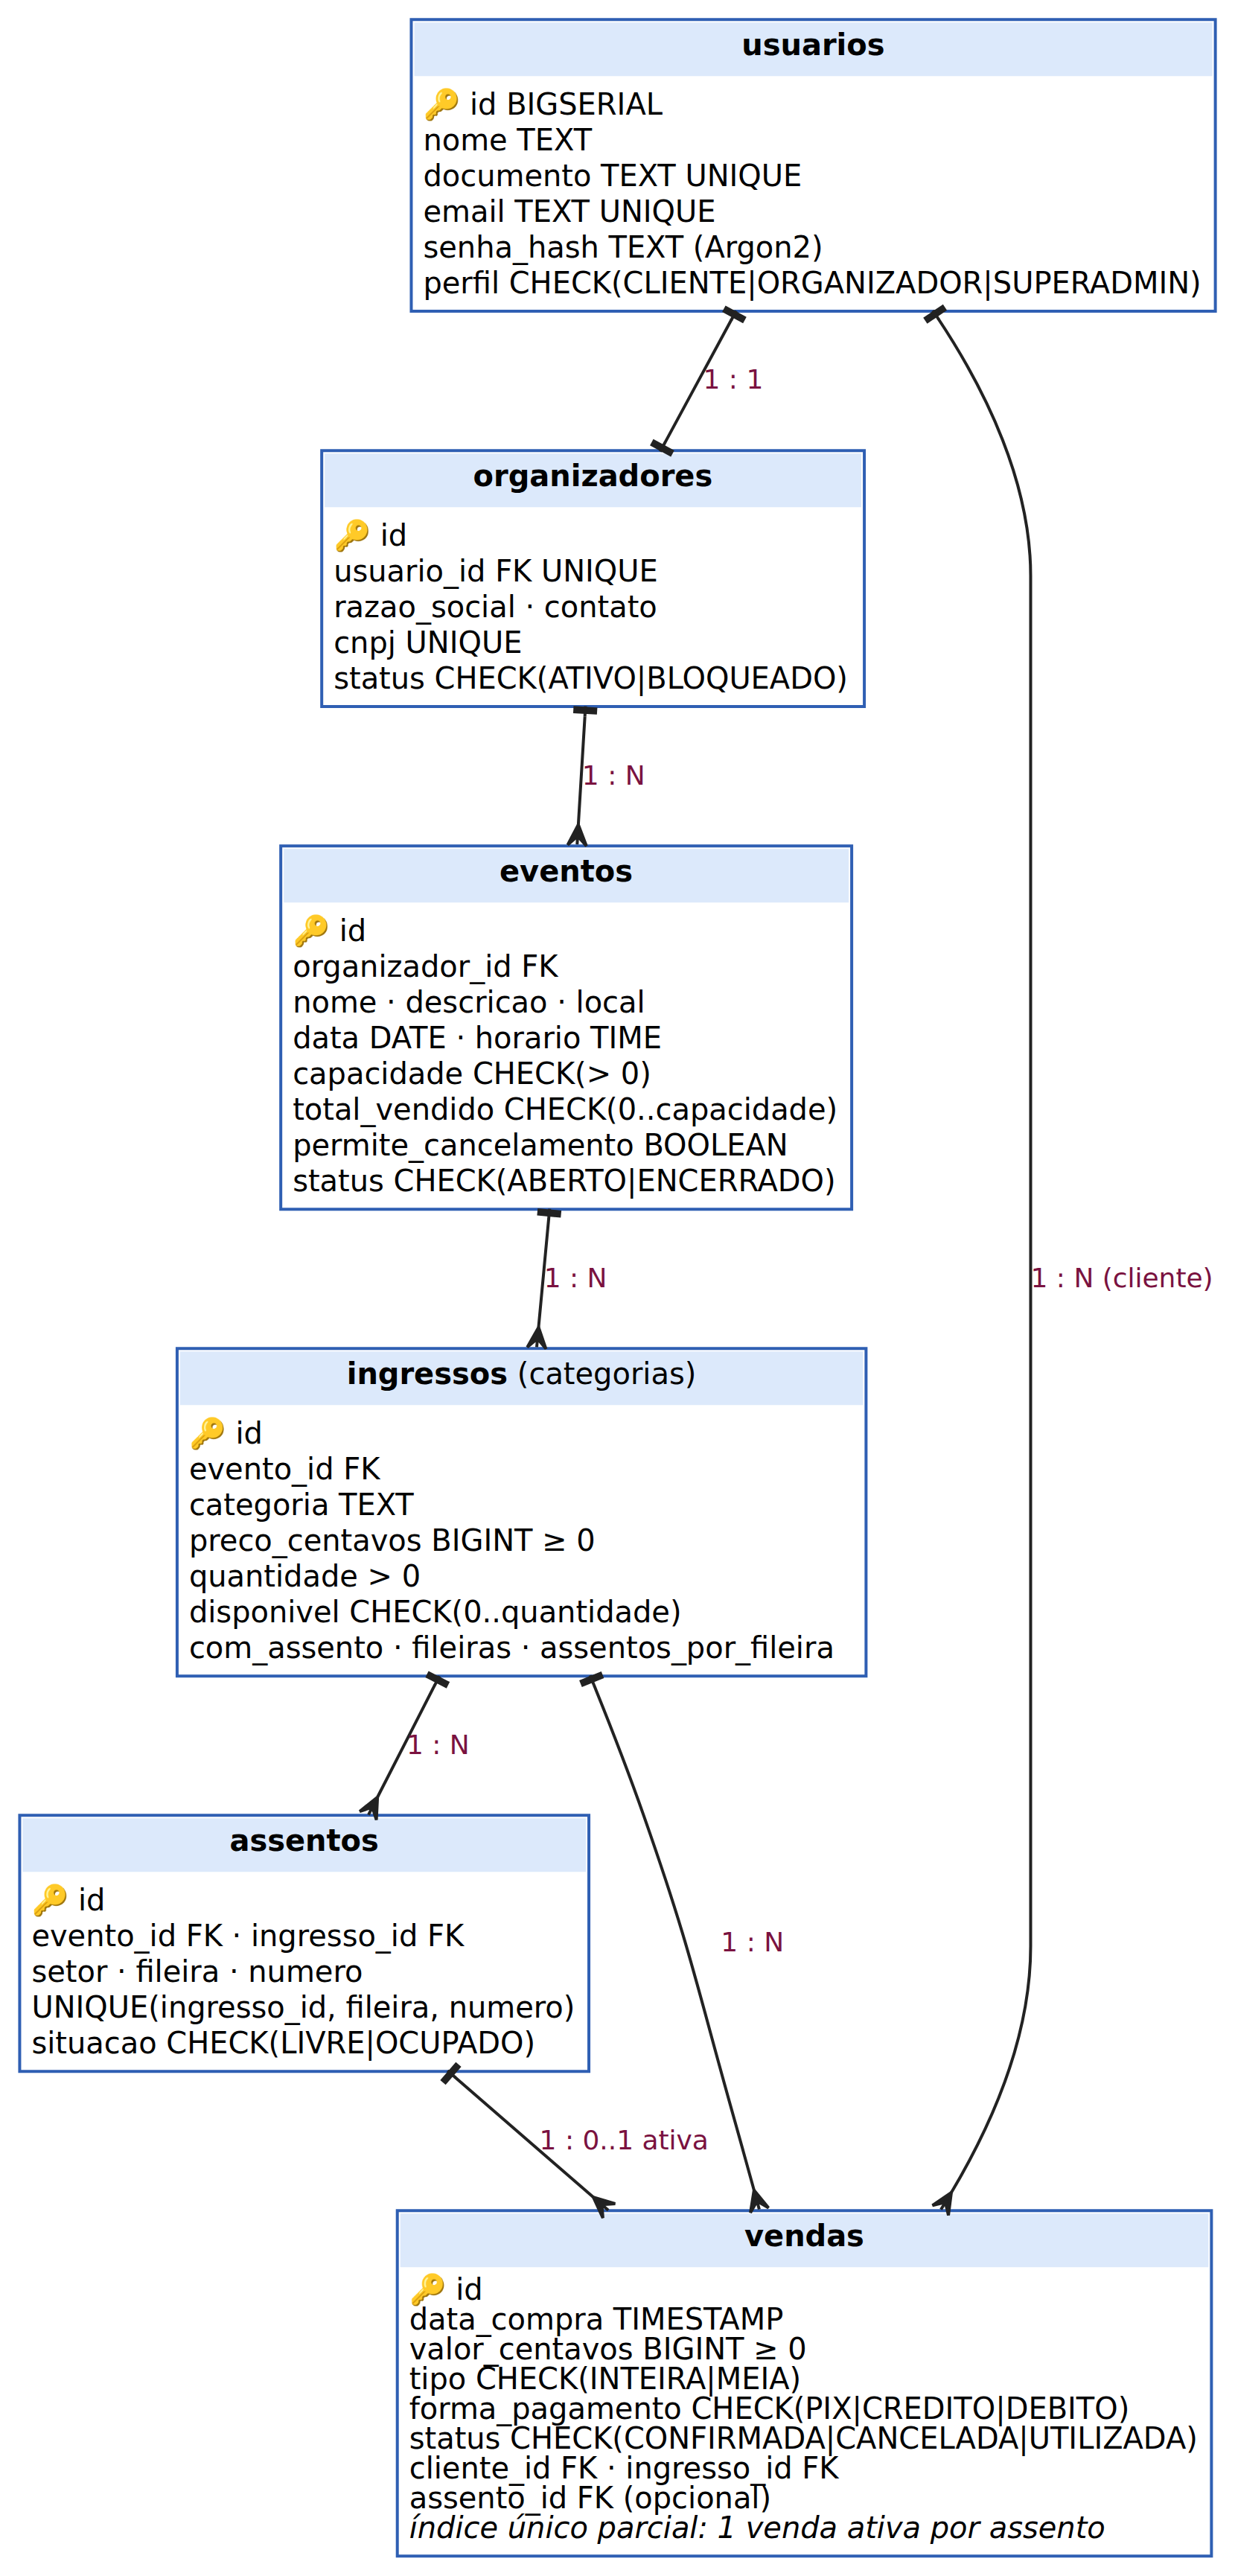 usuarios
🔑 id BIGSERIAL
nome TEXT
documento TEXT UNIQUE
email TEXT UNIQUE
senha_hash TEXT (Argon2)
perfil CHECK(CLIENTE|ORGANIZADOR|SUPERADMIN)
1 : 1
organizadores
🔑 id
usuario_id FK UNIQUE
razao_social · contato
cnpj UNIQUE
status CHECK(ATIVO|BLOQUEADO)
1 : N
eventos
🔑 id
organizador_id FK
nome · descricao · local
data DATE · horario TIME
capacidade CHECK(> 0)
total_vendido CHECK(0..capacidade)
permite_cancelamento BOOLEAN
status CHECK(ABERTO|ENCERRADO)
1 : N
1 : N (cliente)
ingressos (categorias)
🔑 id
evento_id FK
categoria TEXT
preco_centavos BIGINT ≥ 0
quantidade > 0
disponivel CHECK(0..quantidade)
com_assento · fileiras · assentos_por_fileira
1 : N
assentos
🔑 id
evento_id FK · ingresso_id FK
setor · fileira · numero
UNIQUE(ingresso_id, fileira, numero)
situacao CHECK(LIVRE|OCUPADO)
1 : N
1 : 0..1 ativa
vendas
🔑 id
data_compra TIMESTAMP
valor_centavos BIGINT ≥ 0
tipo CHECK(INTEIRA|MEIA)
forma_pagamento CHECK(PIX|CREDITO|DEBITO)
status CHECK(CONFIRMADA|CANCELADA|UTILIZADA)
cliente_id FK · ingresso_id FK
assento_id FK (opcional)
índice único parcial: 1 venda ativa por assento